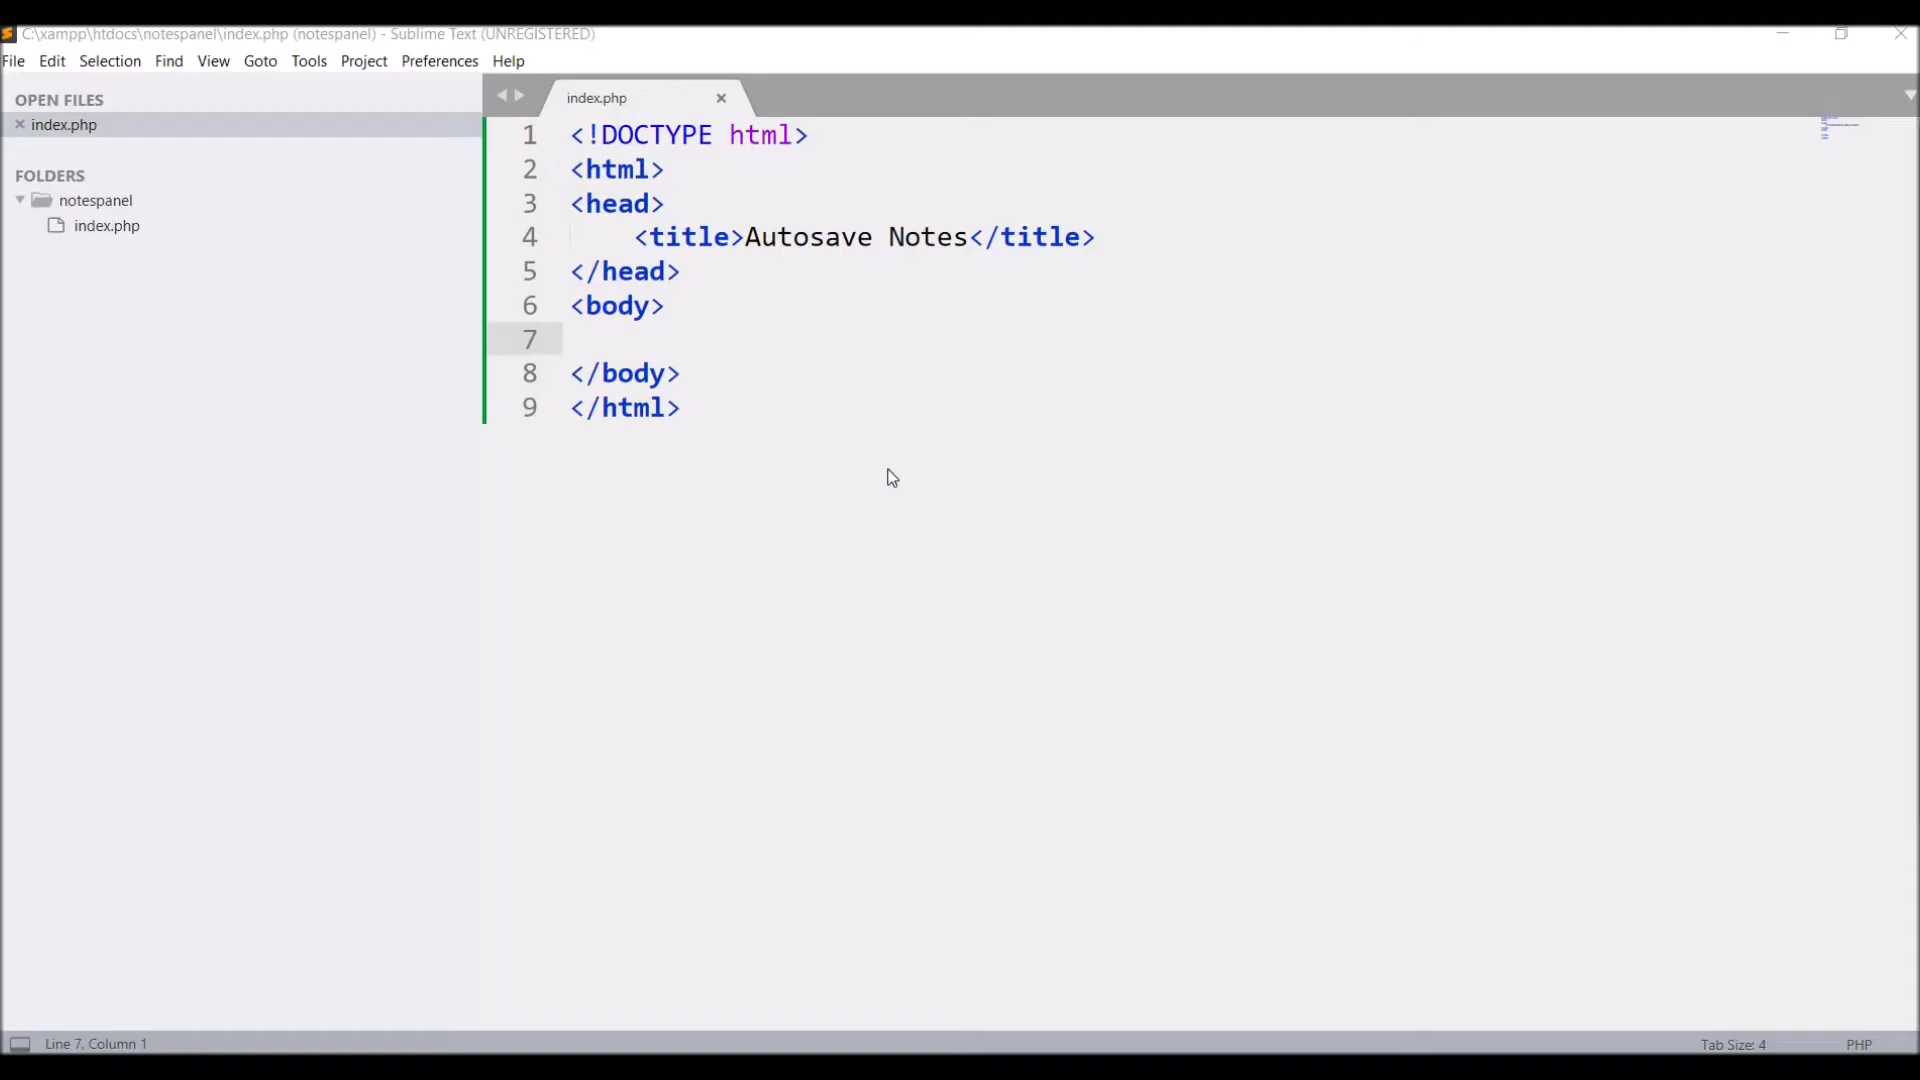 C:\xampp\htdocs\notespanel\index.php (notespanel) - Sublime Text (UNREGISTERED)
File Edit Selection Find View Goto Tools Project Preferences Help
OPEN FILES
index.php
FOLDERS
notespanel
index.php
index.php
1 <!DOCTYPE html>
2 <html>
3 <head>
4     <title>Autosave Notes</title>
5 </head>
6 <body>
7
8 </body>
9 </html>
Line 7, Column 1
Tab Size: 4
PHP